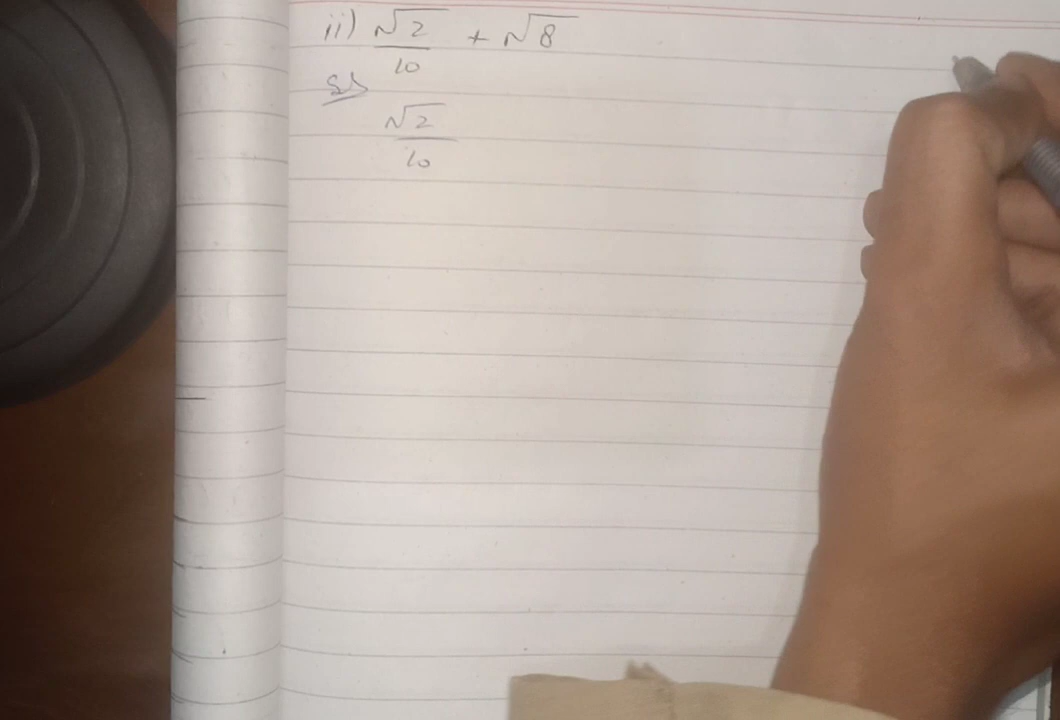 ii) √2/10 + √8
Sol
√2/10